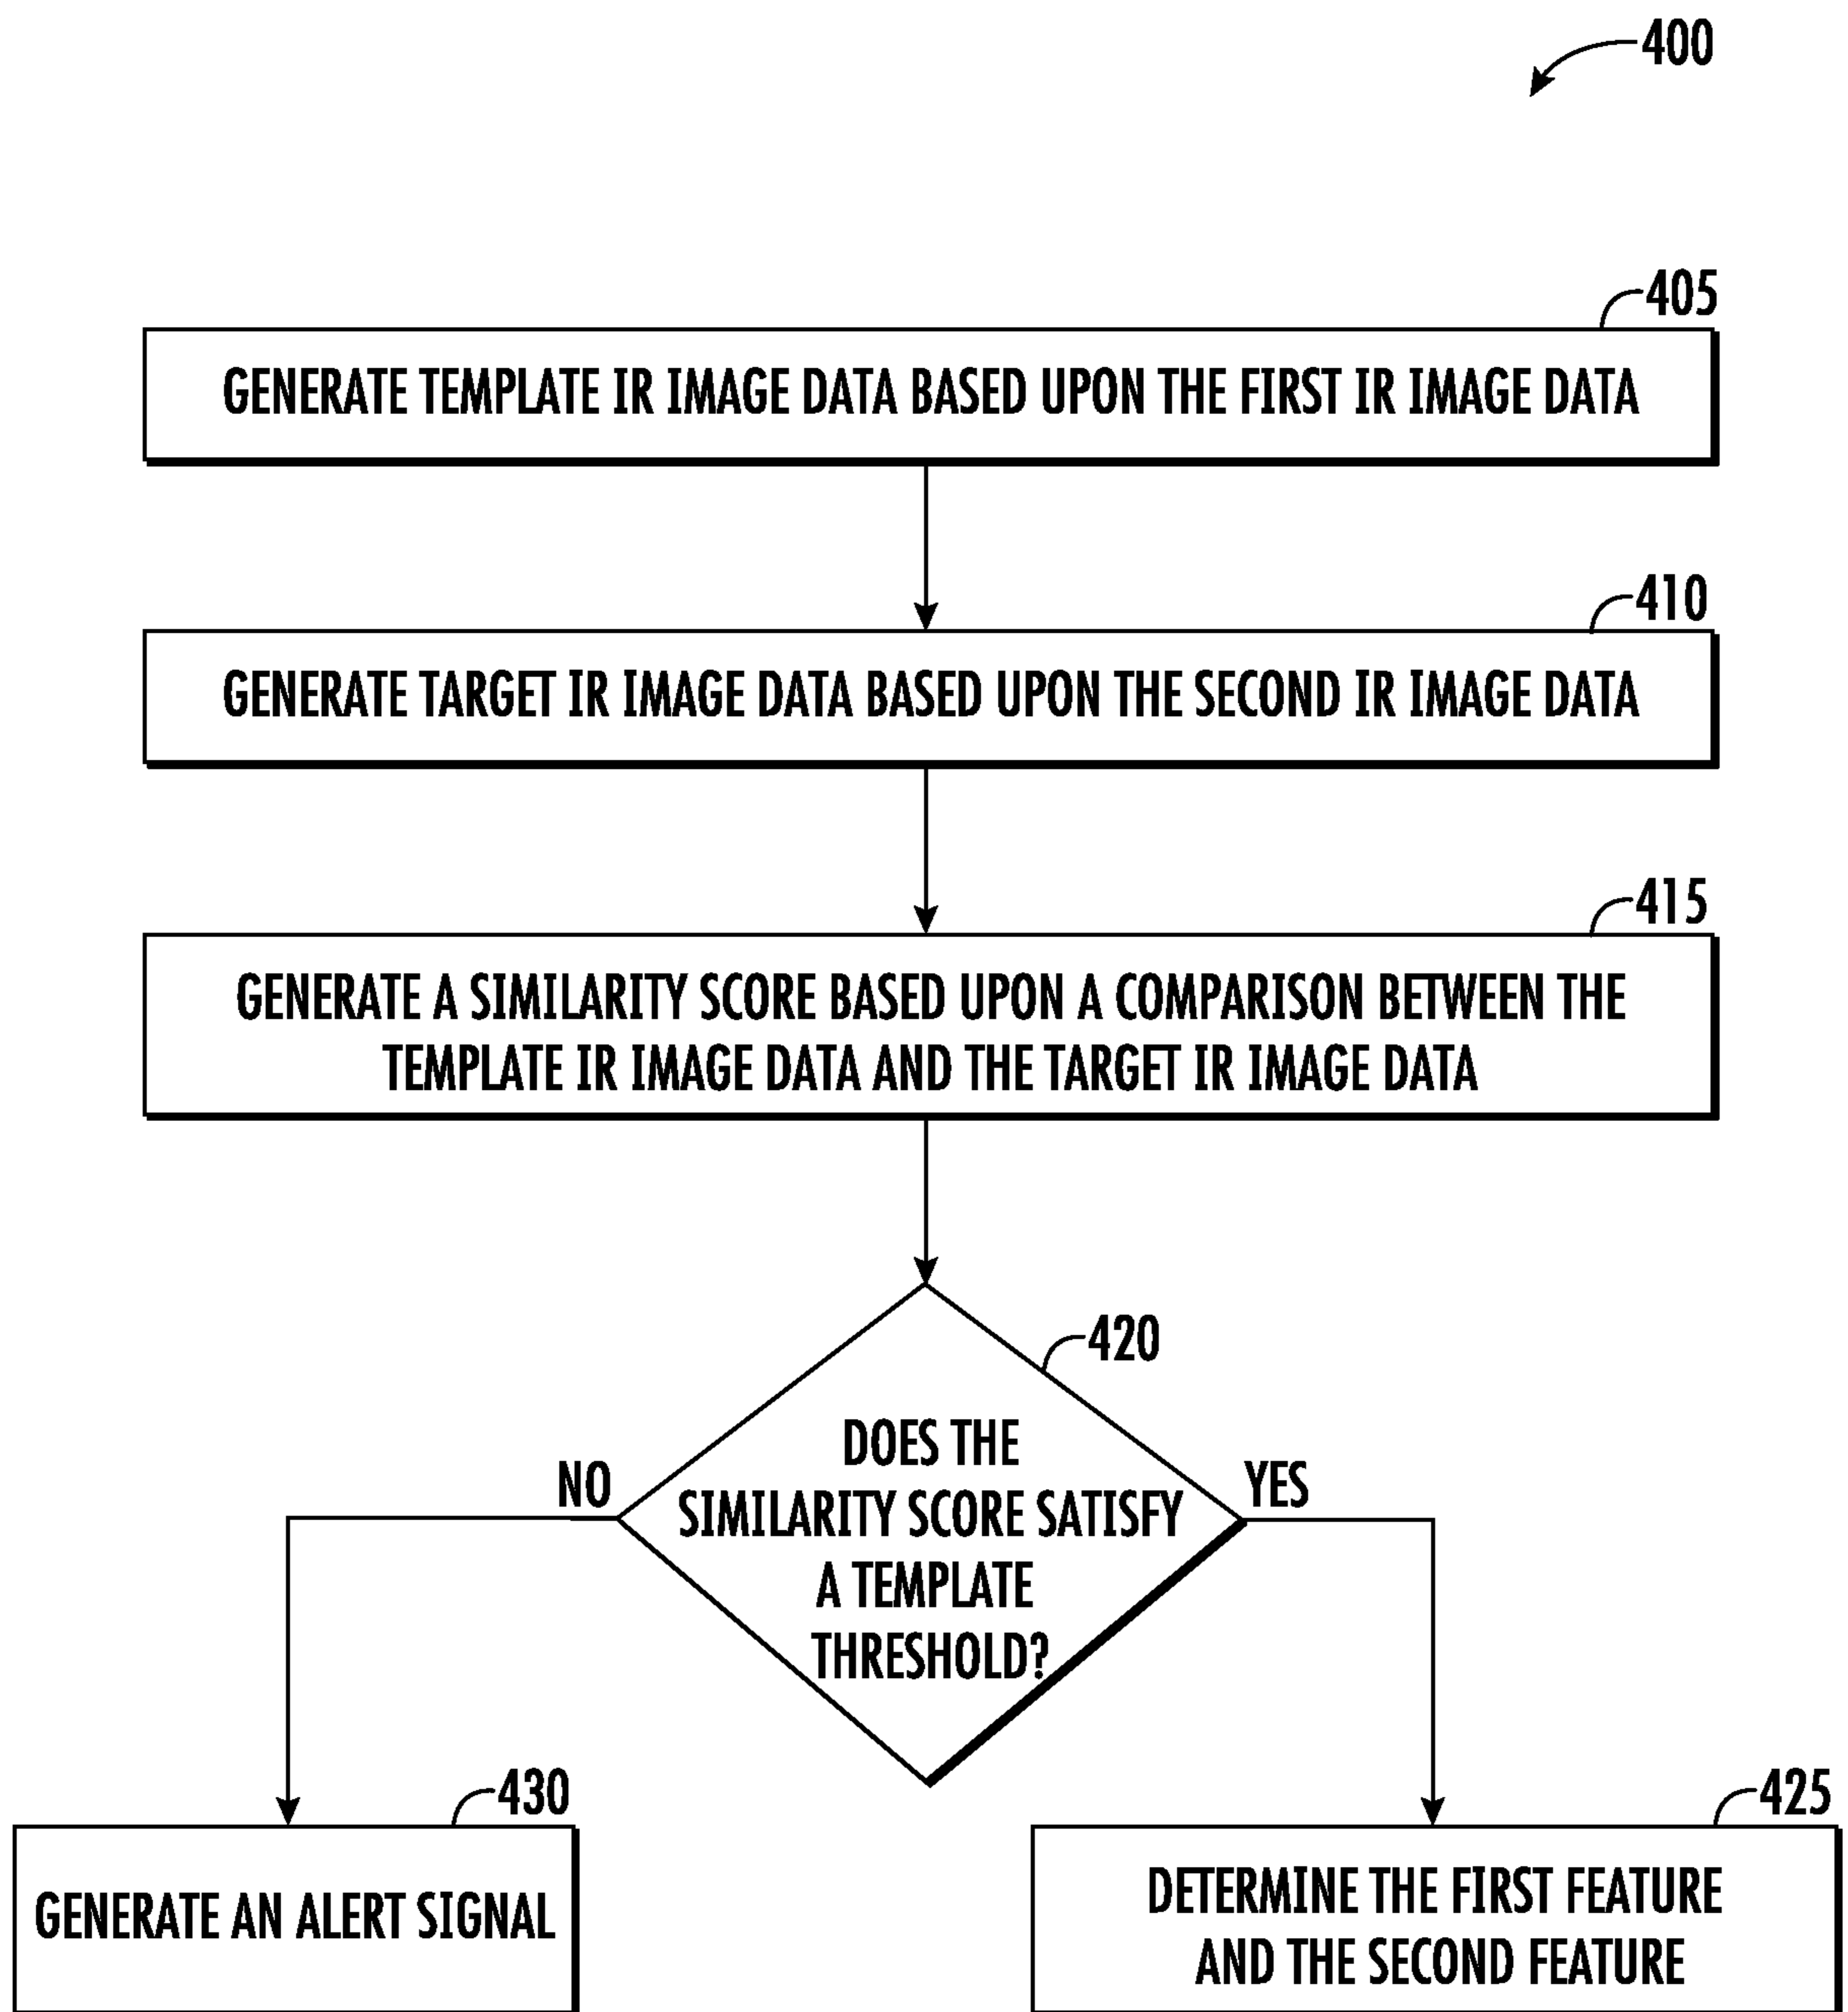 400
405
GENERATE TEMPLATE IR IMAGE DATA BASED UPON THE FIRST IR IMAGE DATA
410
GENERATE TARGET IR IMAGE DATA BASED UPON THE SECOND IR IMAGE DATA
415
GENERATE A SIMILARITY SCORE BASED UPON A COMPARISON BETWEEN THE
TEMPLATE IR IMAGE DATA AND THE TARGET IR IMAGE DATA
420
DOES THE
SIMILARITY SCORE SATISFY
A TEMPLATE
THRESHOLD?
NO
YES
430
GENERATE AN ALERT SIGNAL
425
DETERMINE THE FIRST FEATURE
AND THE SECOND FEATURE